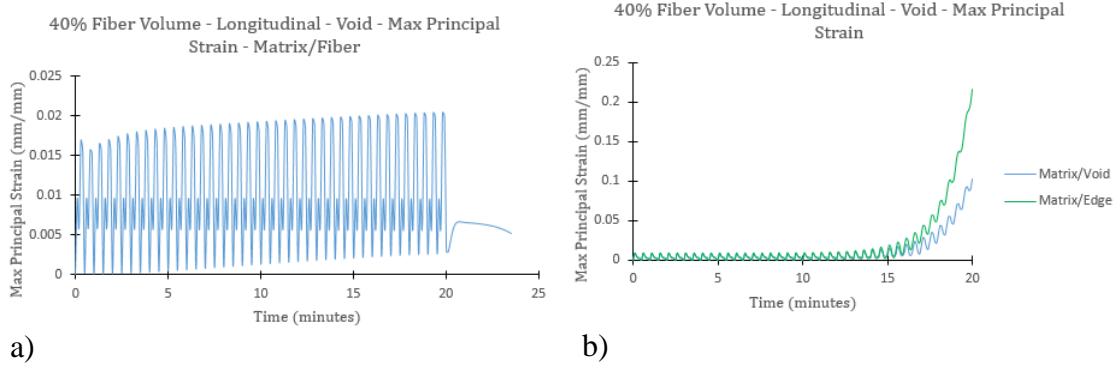 40% Fiber Volume - Longitudinal - Void - Max Principal
Strain - Matrix/Fiber
Max Principal Strain (mm/mm)
0.025
0.02
0.015
0.01
0.005
0
0 5 10 15 20 25
Time (minutes)
a)
40% Fiber Volume - Longitudinal - Void - Max Principal
Strain
Max Principal Strain (mm/mm)
0.25
0.2
0.15
0.1
0.05
0
0 5 10 15 20
Time (minutes)
Matrix/Void
Matrix/Edge
b)